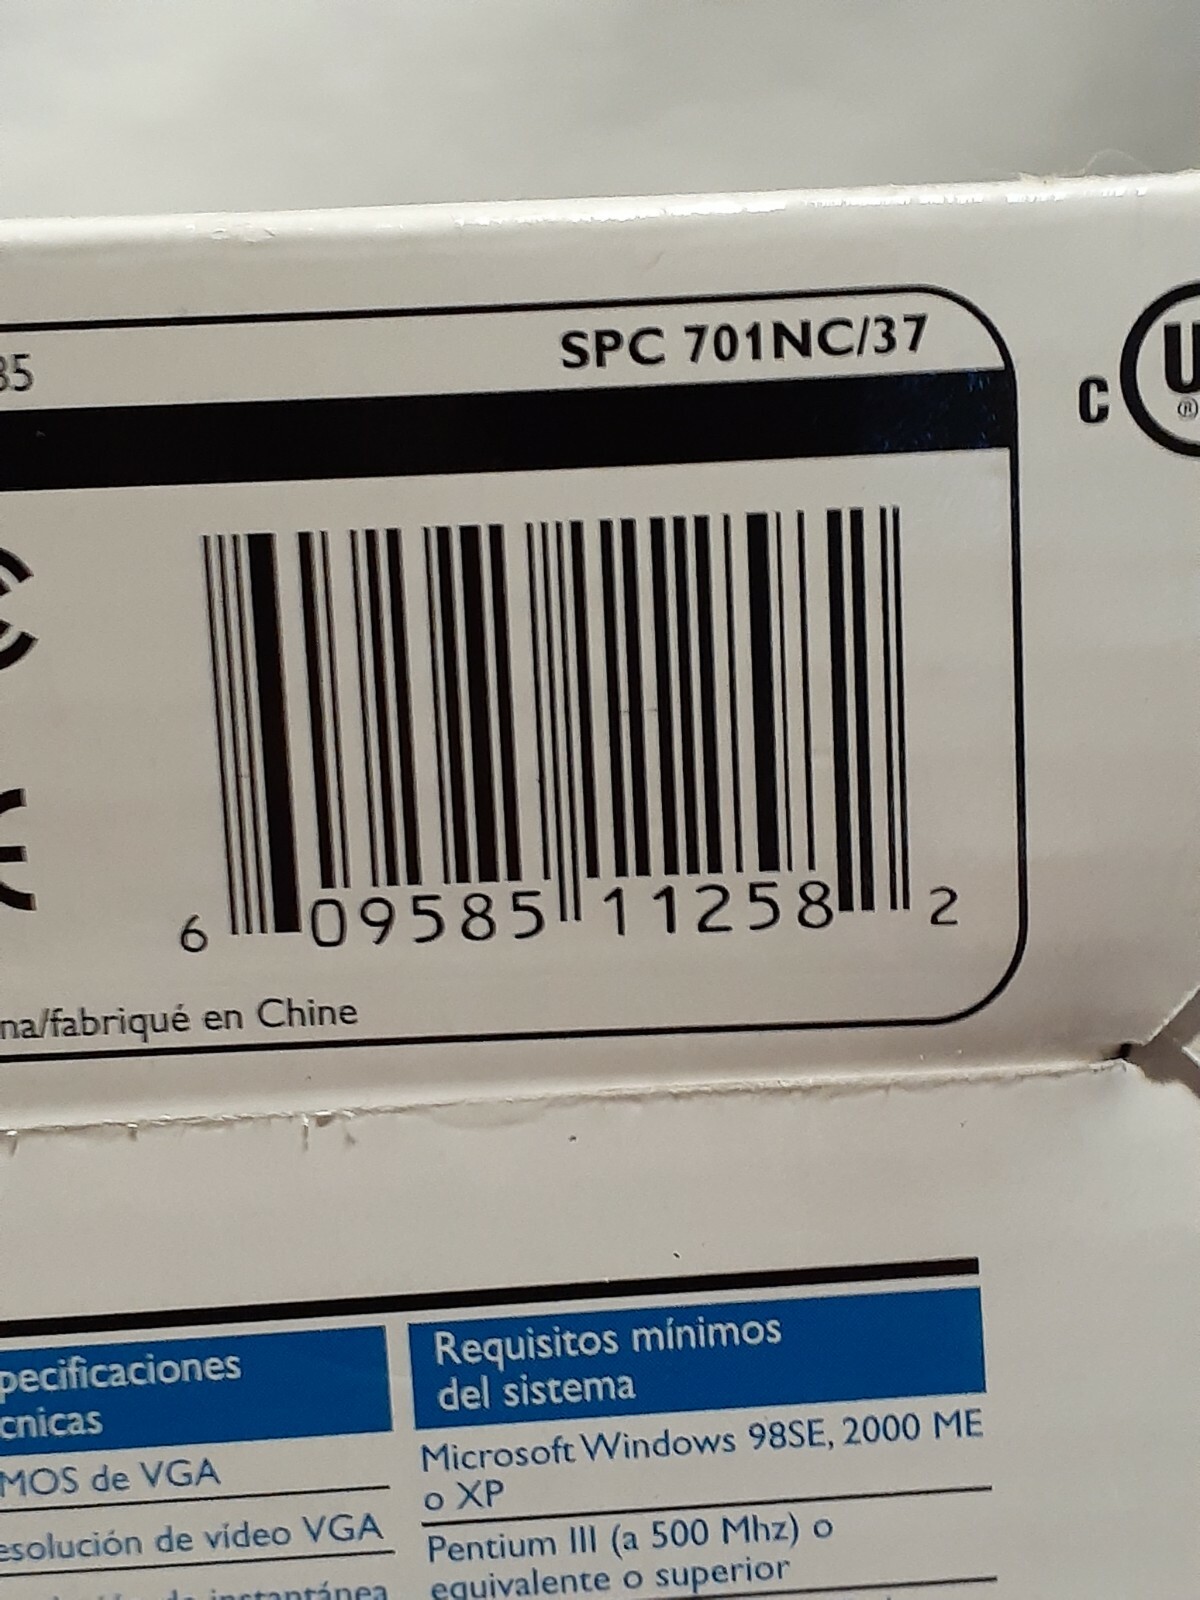 35
SPC 701NC/37
C U
®
6 09585 11258 2
na/fabriqué en Chine
pecificaciones
cnicas
MOS de VGA
esolución de vídeo VGA
instantánea
Requisitos mínimos
del sistema
Microsoft Windows 98SE, 2000 ME
o XP
Pentium III (a 500 Mhz) o
equivalente o superior